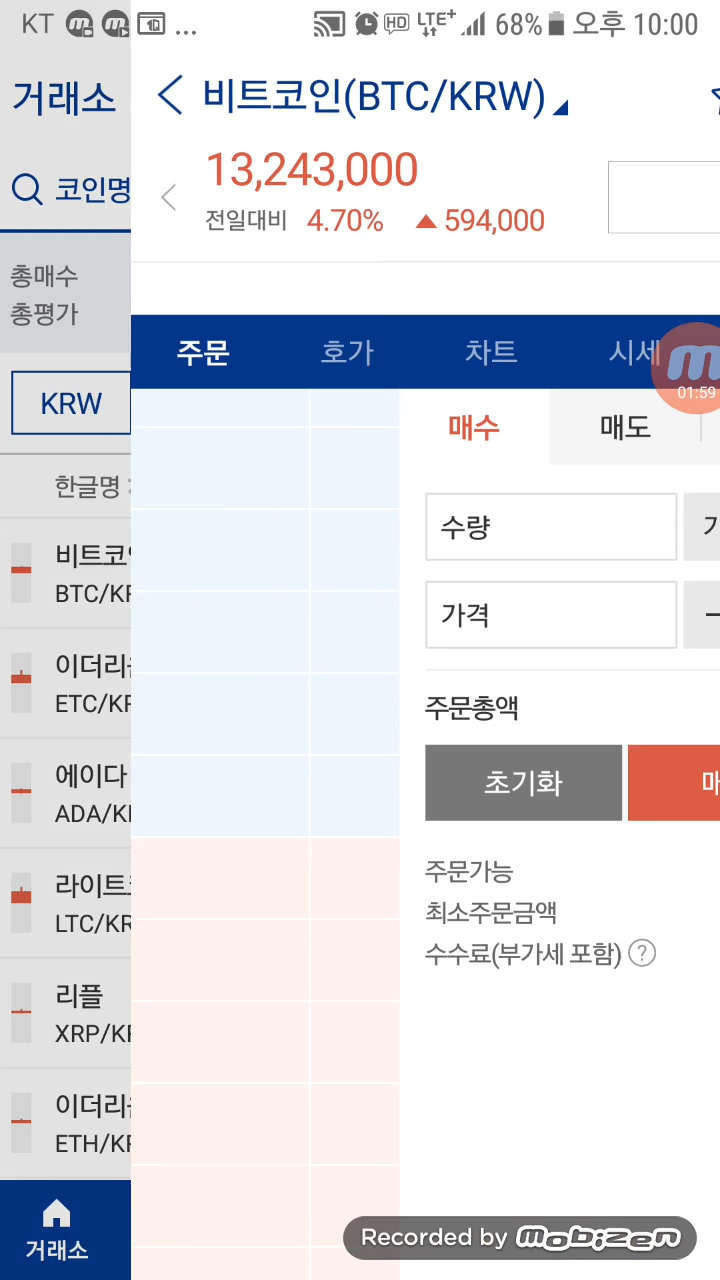 KT ... HD LTE+ 68% 오후 10:00
거래소
비트코인(BTC/KRW)
13,243,000
전일대비 4.70% ▲ 594,000
코인명
총매수
총평가
주문 호가 차트 시세
01:59
KRW
매수 매도
한글명
수량
가격
비트코인
BTC/KR
이더리
ETC/KR
주문총액
초기화
에이다
ADA/K
라이트
LTC/KR
주문가능
최소주문금액
수수료(부가세 포함) ?
리플
XRP/KR
이더리
ETH/KR
거래소
Recorded by mobizen